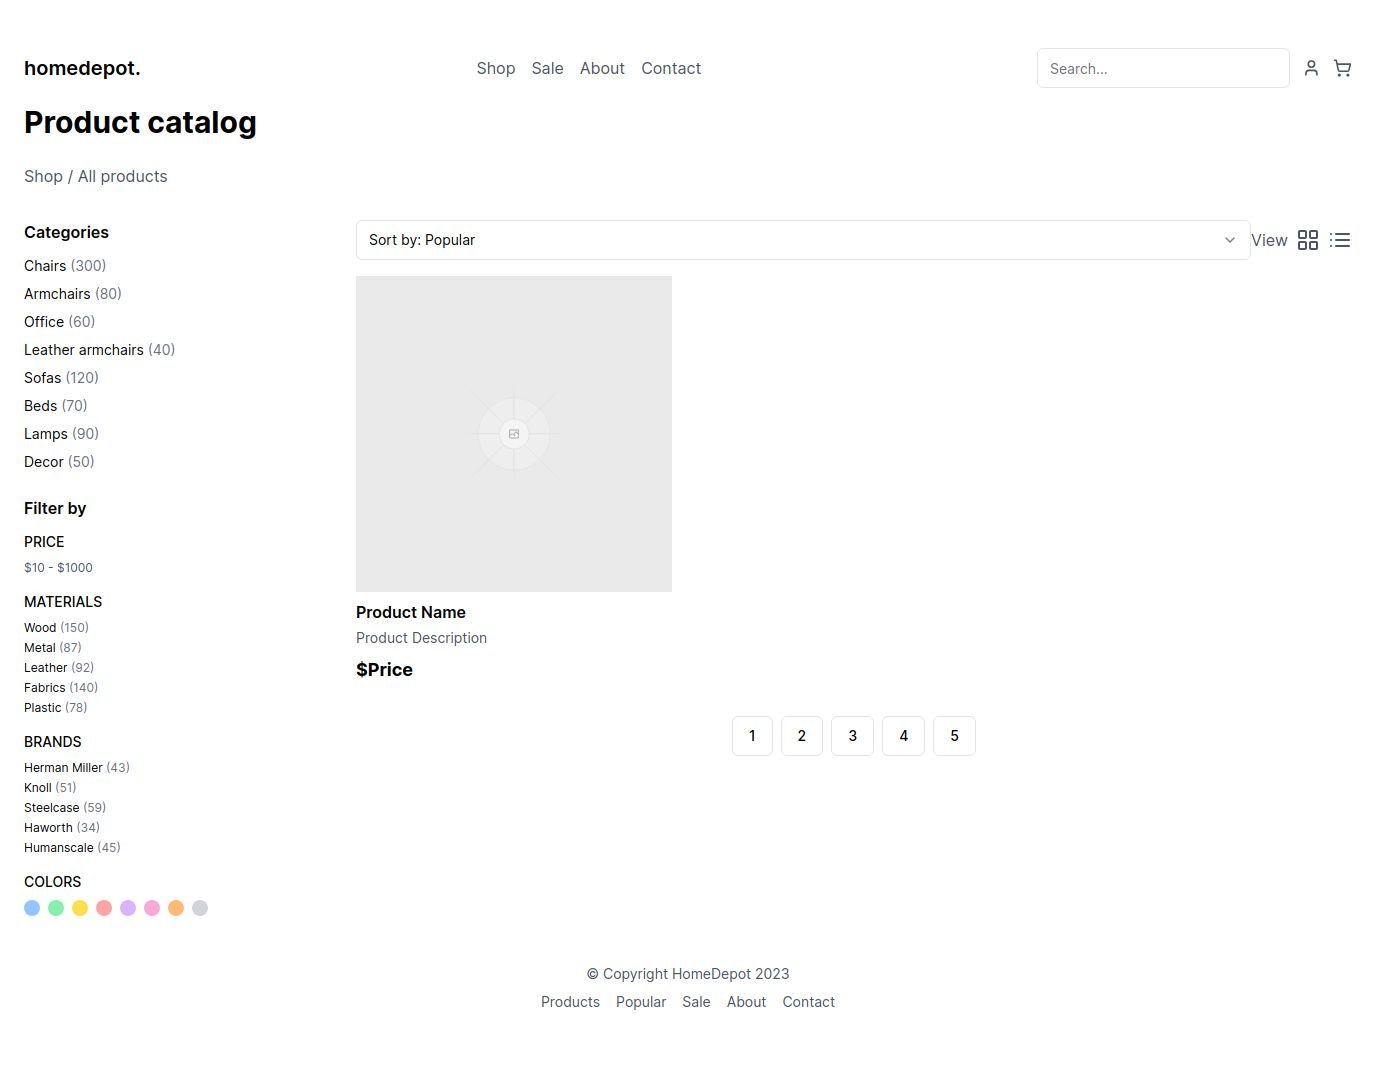 homedepot.
Shop Sale About Contact
Search...
Product catalog
Shop / All products
Categories
Chairs (300)
Armchairs (80)
Office (60)
Leather armchairs (40)
Sofas (120)
Beds (70)
Lamps (90)
Decor (50)
Filter by
PRICE
$10 - $1000
MATERIALS
Wood (150)
Metal (87)
Leather (92)
Fabrics (140)
Plastic (78)
BRANDS
Herman Miller (43)
Knoll (51)
Steelcase (59)
Haworth (34)
Humanscale (45)
COLORS
Sort by: Popular
View
Product Name
Product Description
$Price
1 2 3 4 5
© Copyright HomeDepot 2023
Products Popular Sale About Contact